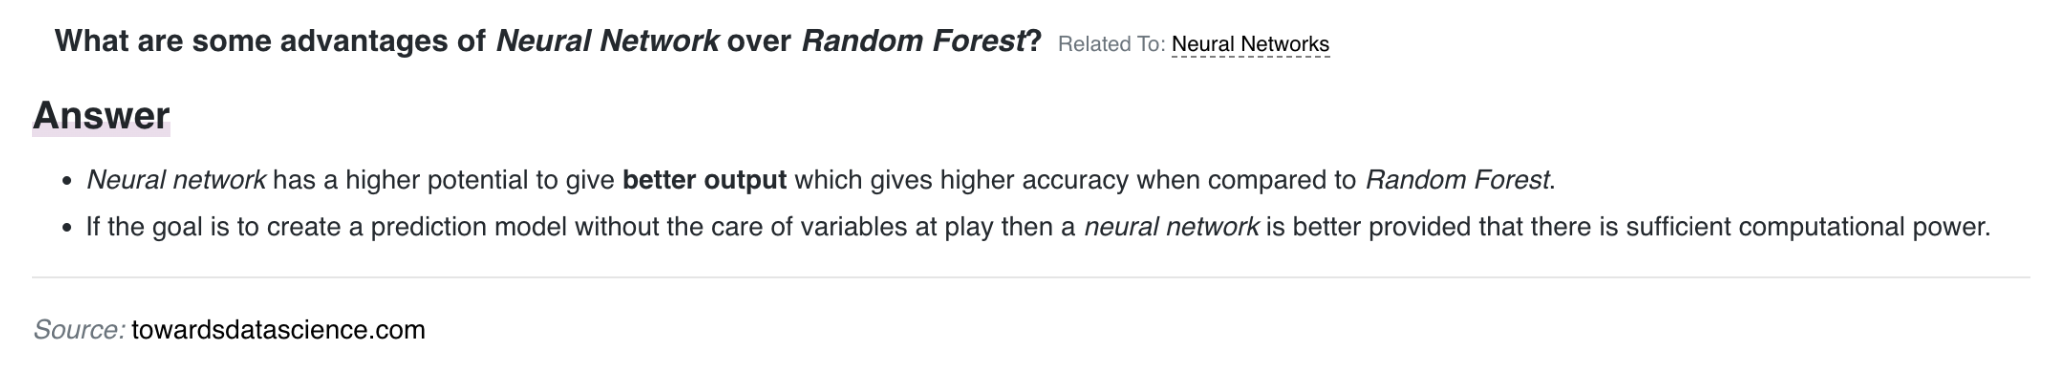 What are some advantages of Neural Network over Random Forest? Related To: Neural Networks
Answer
• Neural network has a higher potential to give better output which gives higher accuracy when compared to Random Forest.
• If the goal is to create a prediction model without the care of variables at play then a neural network is better provided that there is sufficient computational power.
Source: towardsdatascience.com